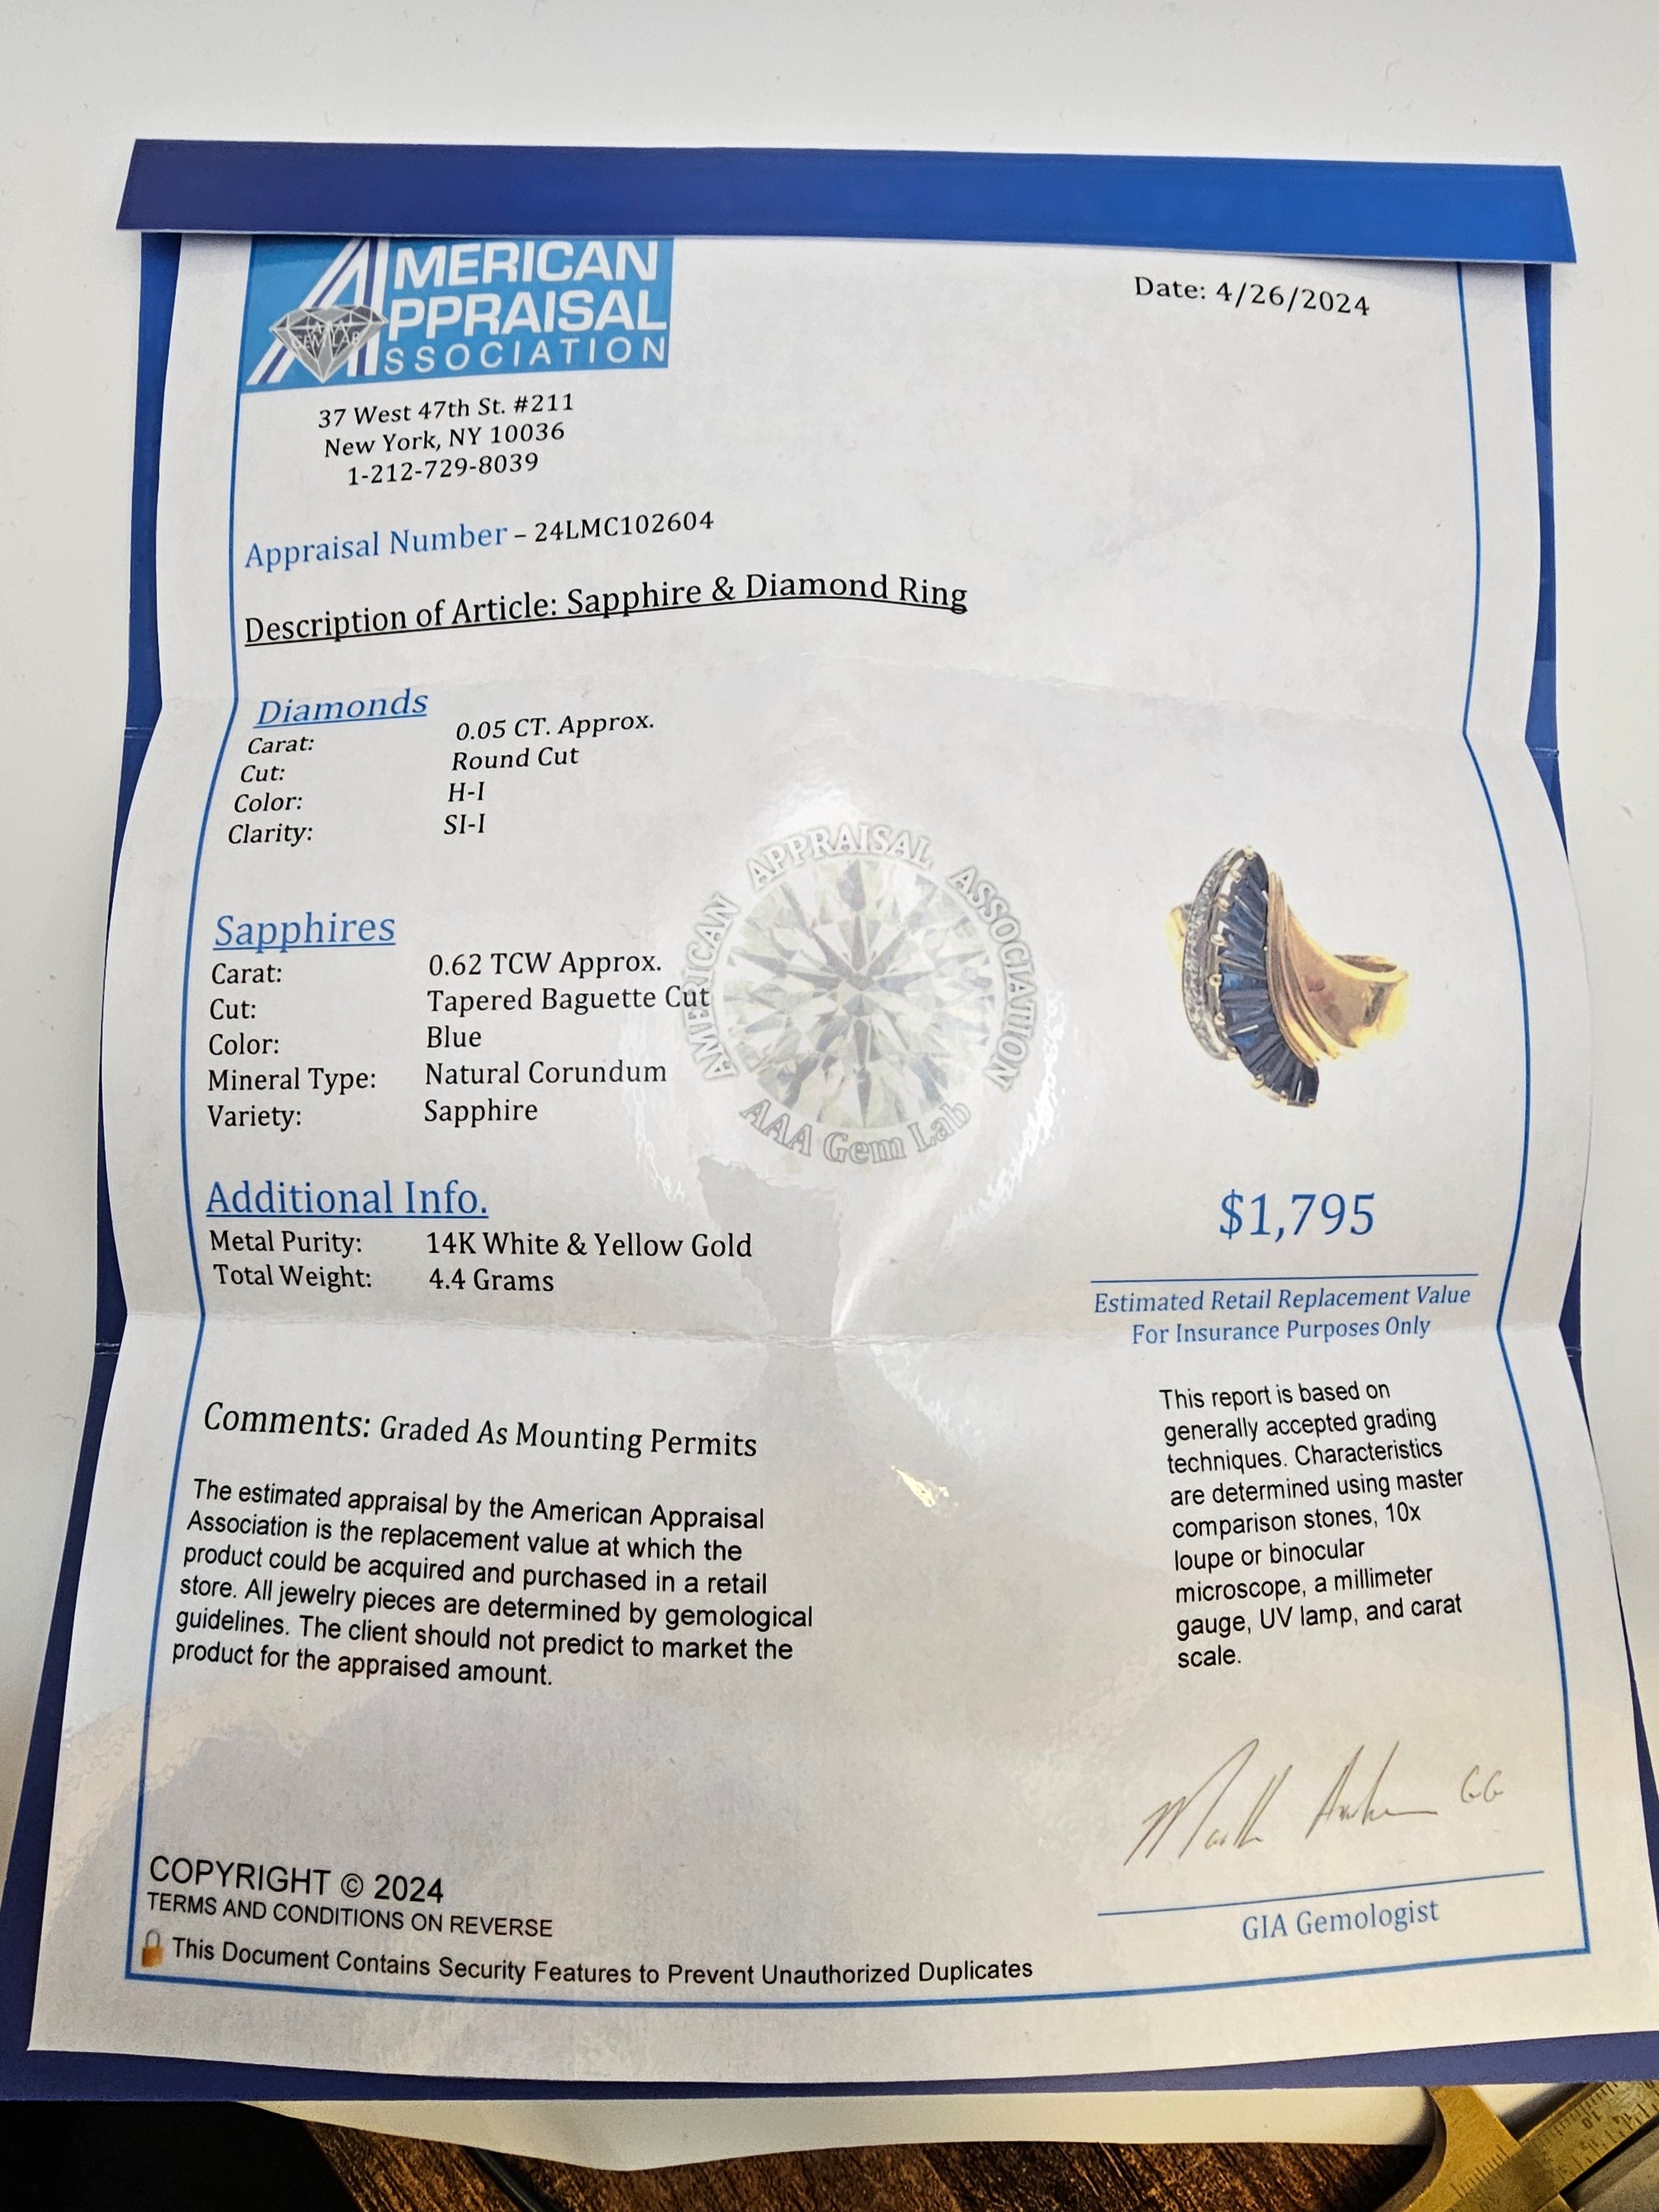 AMERICAN
APPRAISAL
ASSOCIATION
Date: 4/26/2024
37 West 47th St. #211
New York, NY 10036
1-212-729-8039
Appraisal Number – 24LMC102604
Description of Article: Sapphire & Diamond Ring
Diamonds
Carat: 0.05 CT. Approx.
Cut: Round Cut
Color: H-I
Clarity: SI-I
Sapphires
Carat: 0.62 TCW Approx.
Cut: Tapered Baguette Cut
Color: Blue
Mineral Type: Natural Corundum
Variety: Sapphire
AMERICAN APPRAISAL ASSOCIATION
AAA Gem Lab
Additional Info.
Metal Purity: 14K White & Yellow Gold
Total Weight: 4.4 Grams
$1,795
Estimated Retail Replacement Value
For Insurance Purposes Only
Comments: Graded As Mounting Permits
The estimated appraisal by the American Appraisal
Association is the replacement value at which the
product could be acquired and purchased in a retail
store. All jewelry pieces are determined by gemological
guidelines. The client should not predict to market the
product for the appraised amount.
This report is based on
generally accepted grading
techniques. Characteristics
are determined using master
comparison stones, 10x
loupe or binocular
microscope, a millimeter
gauge, UV lamp, and carat
scale.
GG
GIA Gemologist
COPYRIGHT © 2024
TERMS AND CONDITIONS ON REVERSE
This Document Contains Security Features to Prevent Unauthorized Duplicates